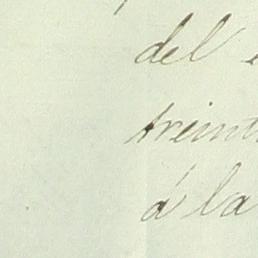 del
treint
á la